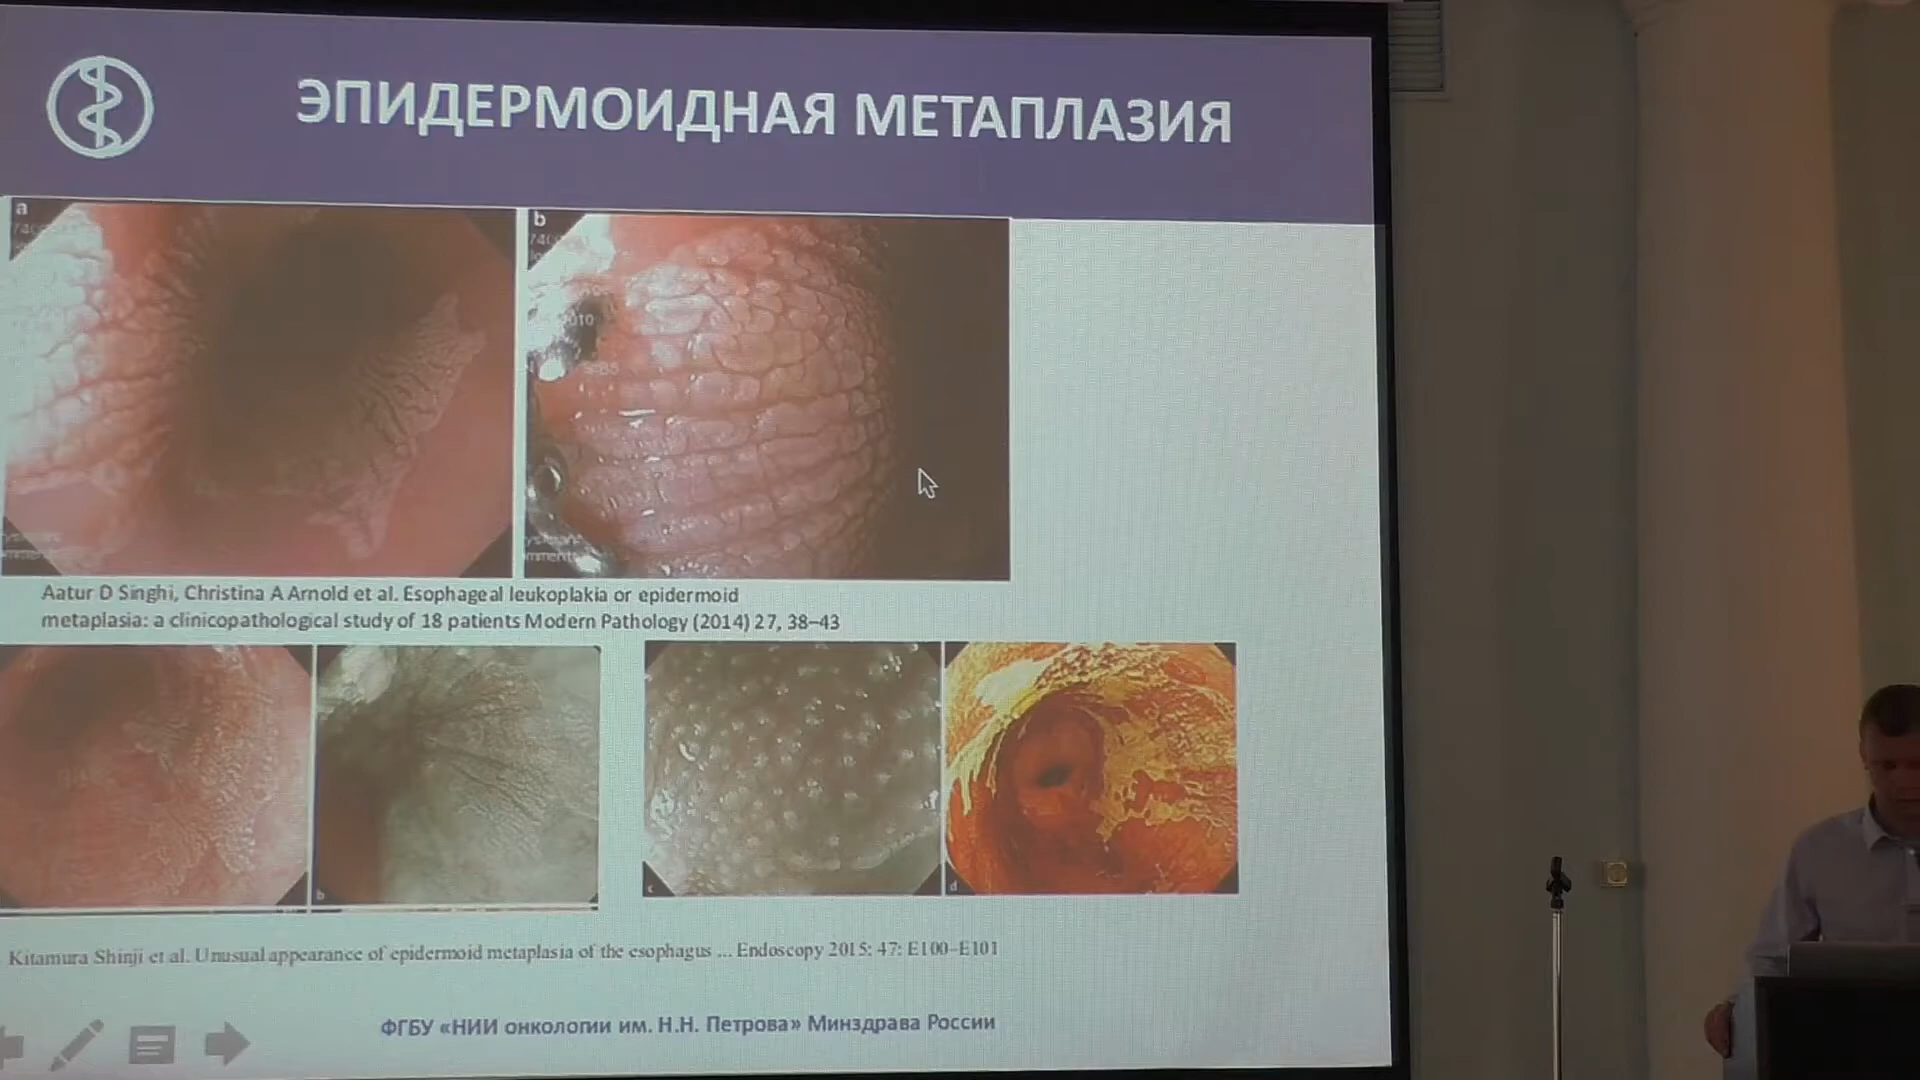 ЭПИДЕРМОИДНАЯ МЕТАПЛАЗИЯ
a
b
Aatur D Singhi, Christina A Arnold et al. Esophageal leukoplakia or epidermoid
metaplasia: a clinicopathological study of 18 patients Modern Pathology (2014) 27, 38–43
b
c
d
Kitamura Shinji et al. Unusual appearance of epidermoid metaplasia of the esophagus ... Endoscopy 2015; 47: E100–E101
ФГБУ «НИИ онкологии им. Н.Н. Петрова» Минздрава России